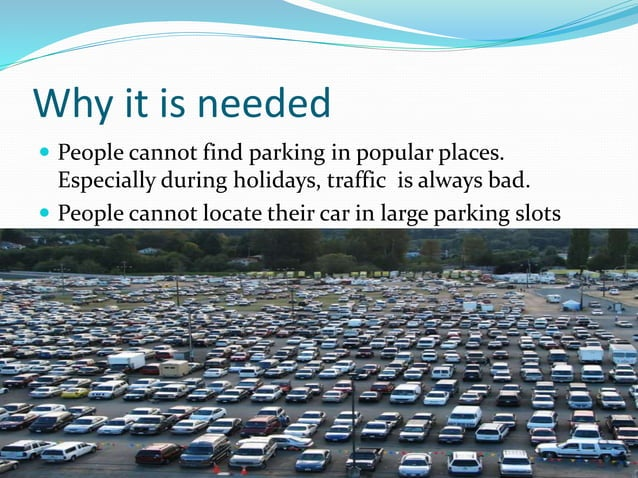 Why it is needed
People cannot find parking in popular places.
Especially during holidays, traffic  is always bad.
People cannot locate their car in large parking slots